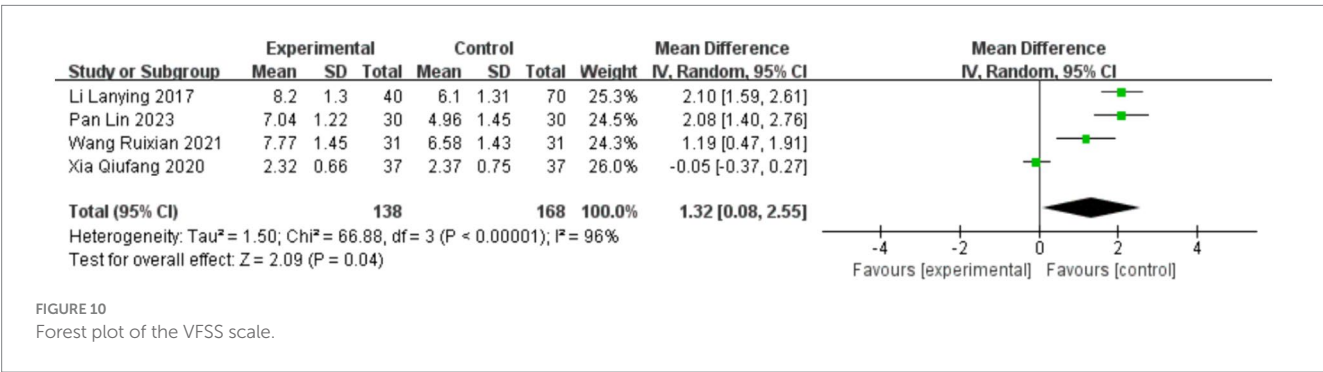 Experimental Control Mean Difference Mean Difference
Study or Subgroup Mean SD Total Mean SD Total Weight IV, Random, 95% CI IV, Random, 95% CI
Li Lanying 2017 8.2 1.3 40 6.1 1.31 70 25.3% 2.10 [1.59, 2.61]
Pan Lin 2023 7.04 1.22 30 4.96 1.45 30 24.5% 2.08 [1.40, 2.76]
Wang Ruixian 2021 7.77 1.45 31 6.58 1.43 31 24.3% 1.19 [0.47, 1.91]
Xia Qiufang 2020 2.32 0.66 37 2.37 0.75 37 26.0% -0.05 [-0.37, 0.27]
Total (95% CI) 138 168 100.0% 1.32 [0.08, 2.55]
Heterogeneity: Tau² = 1.50; Chi² = 66.88, df = 3 (P < 0.00001); I² = 96%
Test for overall effect: Z = 2.09 (P = 0.04)
-4 -2 0 2 4
Favours [experimental] Favours [control]
FIGURE 10
Forest plot of the VFSS scale.